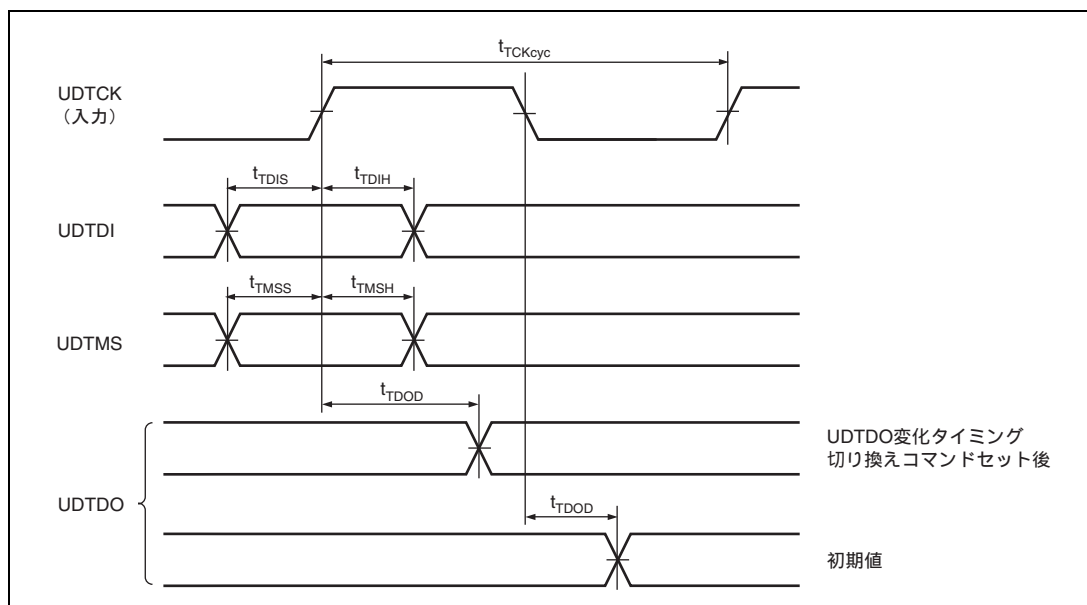 tTCKcyc
UDTCK
（入力）
tTDIS
tTDIH
UDTDI
tTMSS
tTMSH
UDTMS
tTDOD
UDTDO変化タイミング
切り換えコマンドセット後
UDTDO
tTDOD
初期値